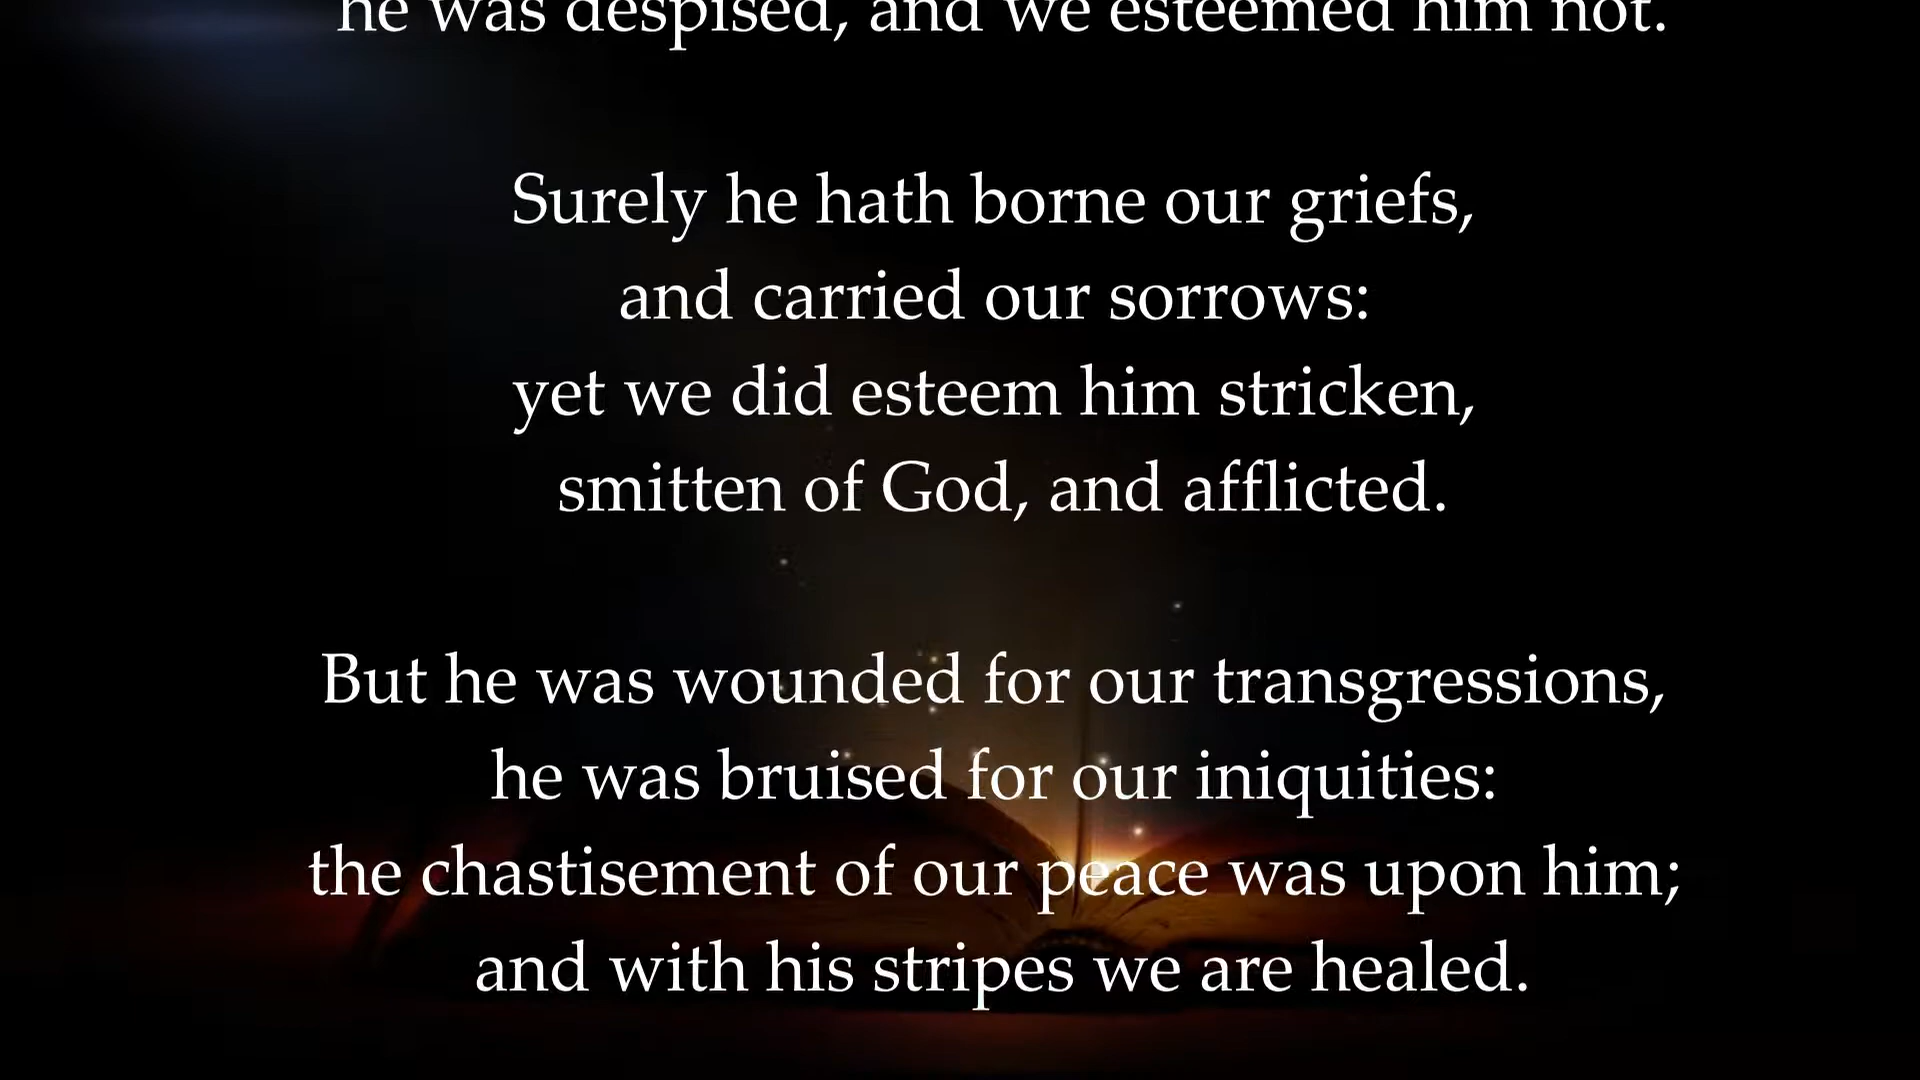 he was despised, and we esteemed him not.
Surely he hath borne our griefs,
and carried our sorrows:
yet we did esteem him stricken,
smitten of God, and afflicted.
But he was wounded for our transgressions,
he was bruised for our iniquities:
the chastisement of our peace was upon him;
and with his stripes we are healed.